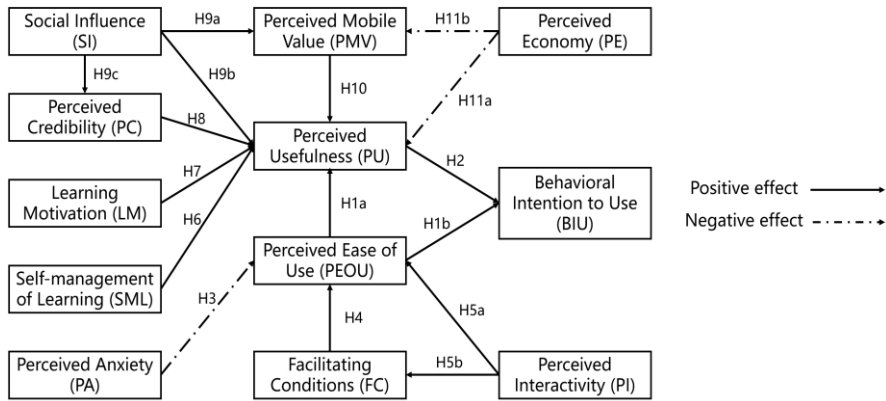 Social Influence
(SI)
H9a
Perceived Mobile
Value (PMV)
H11b
Perceived
Economy (PE)
H9c
H9b
H10
H11a
Perceived
Credibility (PC)
H8
Perceived
Usefulness (PU)
H2
H7
Learning
Motivation (LM)
H6
H1a
H1b
Behavioral
Intention to Use
(BIU)
Positive effect
Negative effect
Self-management
of Learning (SML)
H3
Perceived Ease of
Use (PEOU)
H4
H5a
Perceived Anxiety
(PA)
Facilitating
Conditions (FC)
H5b
Perceived
Interactivity (PI)